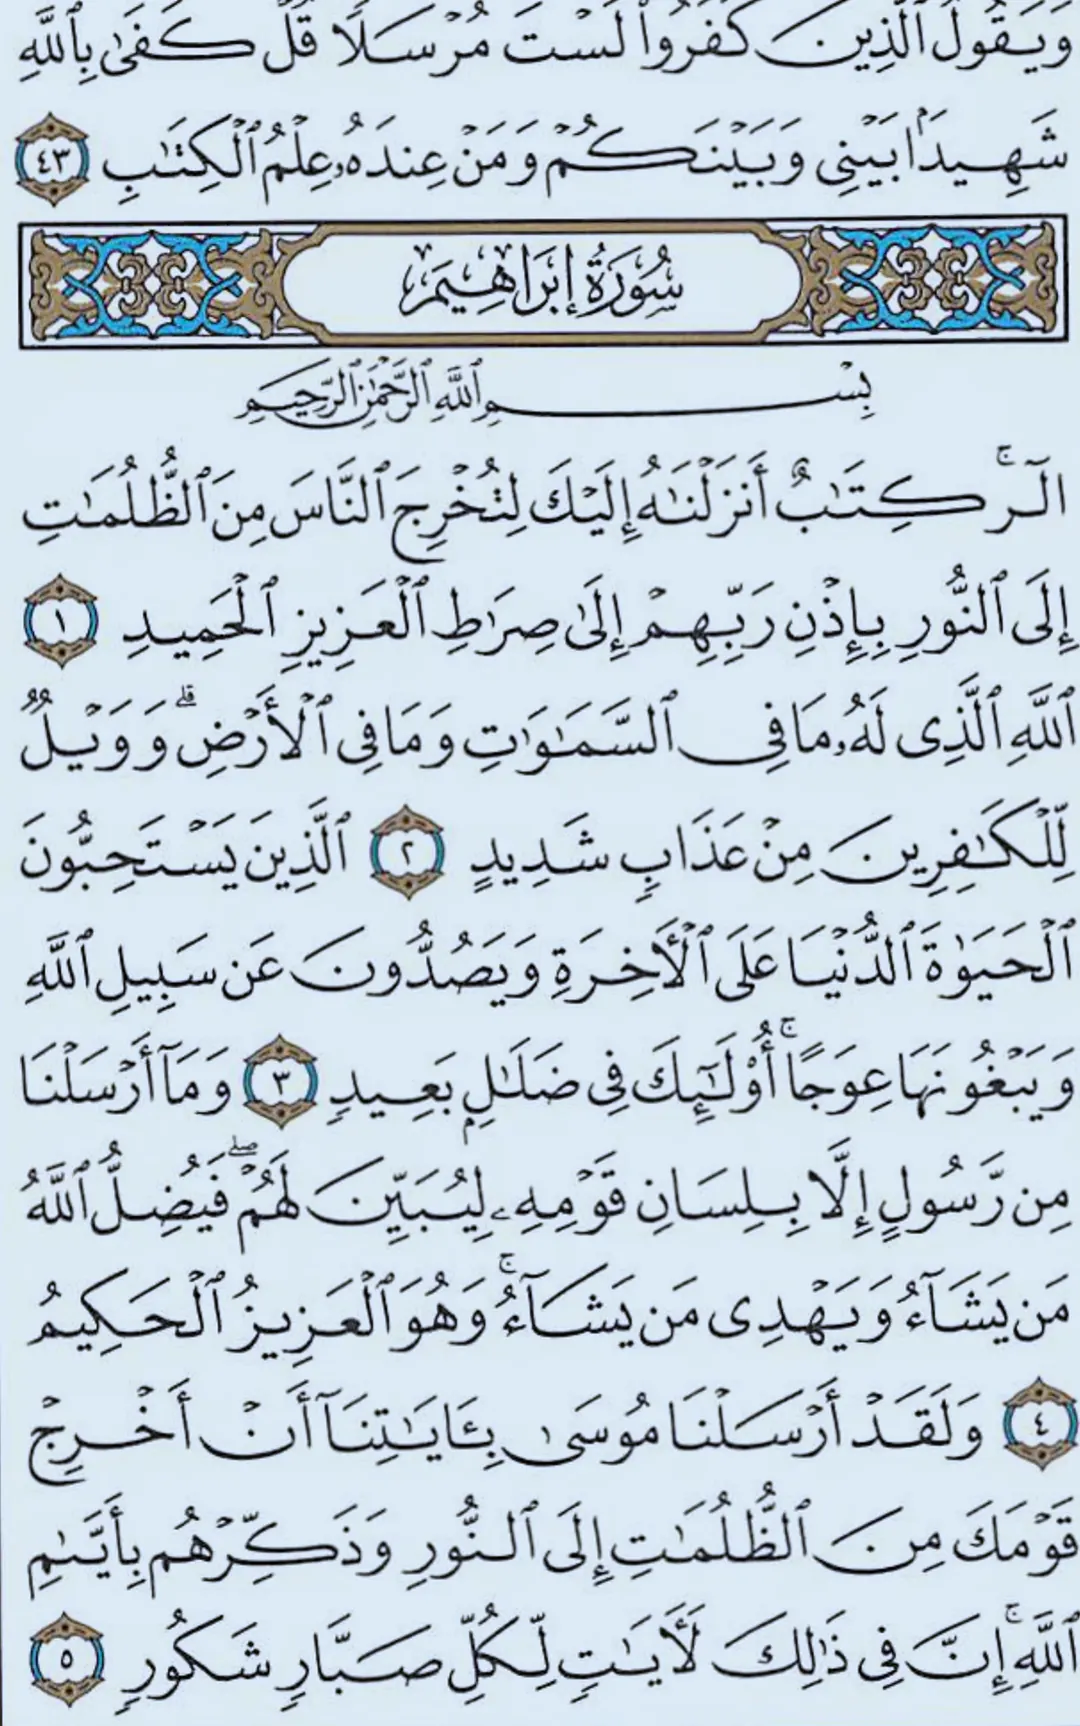 وَيَقُولُ ٱلَّذِينَ كَفَرُواْ لَسْتَ مُرْسَلًا قُلْ كَفَىٰ بِٱللَّهِ
شَهِيدًۢا بَيْنِى وَبَيْنَكُمْ وَمَنْ عِندَهُۥ عِلْمُ ٱلْكِتَٰبِ ٤٣
سُورَةُ إِبْرَاهِيمَ
بِسْمِ ٱللَّهِ ٱلرَّحْمَٰنِ ٱلرَّحِيمِ
الٓرۚ كِتَٰبٌ أَنزَلْنَٰهُ إِلَيْكَ لِتُخْرِجَ ٱلنَّاسَ مِنَ ٱلظُّلُمَٰتِ
إِلَى ٱلنُّورِ بِإِذْنِ رَبِّهِمْ إِلَىٰ صِرَٰطِ ٱلْعَزِيزِ ٱلْحَمِيدِ ١
ٱللَّهِ ٱلَّذِى لَهُۥ مَا فِى ٱلسَّمَٰوَٰتِ وَمَا فِى ٱلْأَرْضِۗ وَوَيْلٌ
لِّلْكَٰفِرِينَ مِنْ عَذَابٍ شَدِيدٍ ٢ ٱلَّذِينَ يَسْتَحِبُّونَ
ٱلْحَيَوٰةَ ٱلدُّنْيَا عَلَى ٱلْأَخِرَةِ وَيَصُدُّونَ عَن سَبِيلِ ٱللَّهِ
وَيَبْغُونَهَا عِوَجًاۚ أُوْلَٰٓئِكَ فِى ضَلَٰلٍۭ بَعِيدٍ ٣ وَمَآ أَرْسَلْنَا
مِن رَّسُولٍ إِلَّا بِلِسَانِ قَوْمِهِۦ لِيُبَيِّنَ لَهُمْۖ فَيُضِلُّ ٱللَّهُ
مَن يَشَآءُ وَيَهْدِى مَن يَشَآءُۚ وَهُوَ ٱلْعَزِيزُ ٱلْحَكِيمُ
٤ وَلَقَدْ أَرْسَلْنَا مُوسَىٰ بِـَٔايَٰتِنَآ أَنْ أَخْرِجْ
قَوْمَكَ مِنَ ٱلظُّلُمَٰتِ إِلَى ٱلنُّورِ وَذَكِّرْهُم بِأَيَّىٰمِ
ٱللَّهِۚ إِنَّ فِى ذَٰلِكَ لَأَيَٰتٍ لِّكُلِّ صَبَّارٍ شَكُورٍ ٥